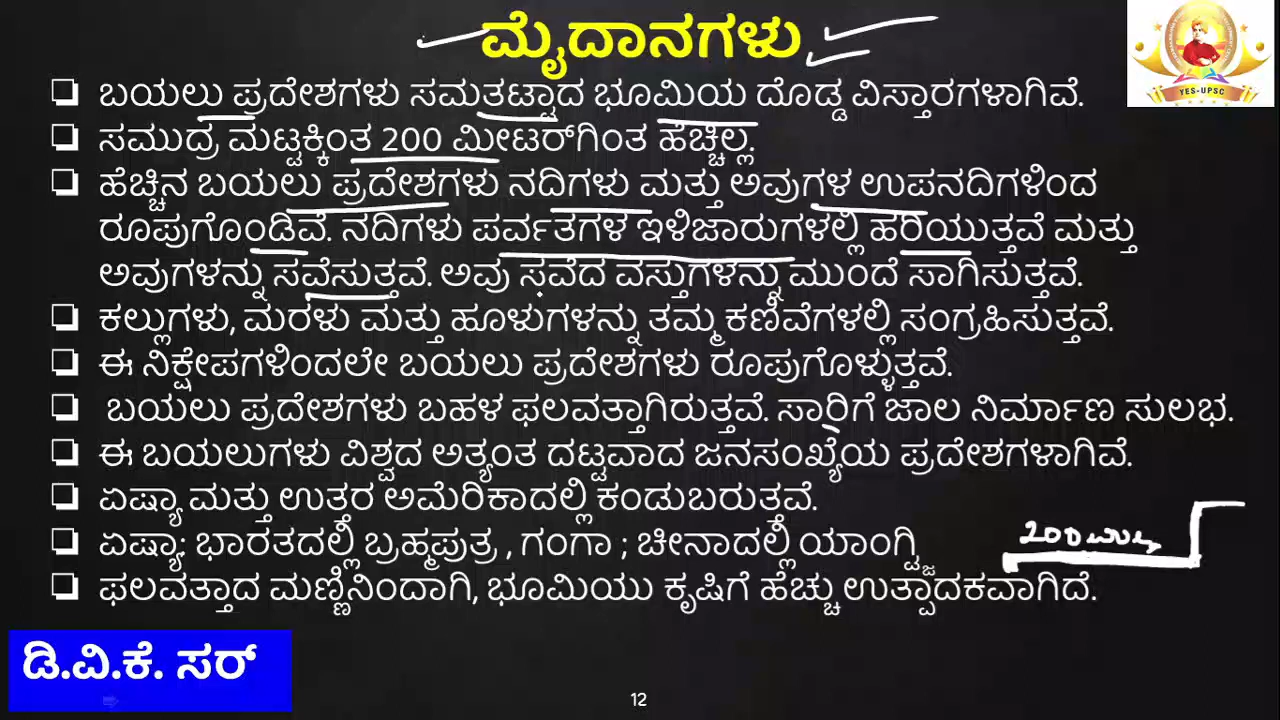 ಮೈದಾನಗಳು
YES-UPSC
❑ ಬಯಲು ಪ್ರದೇಶಗಳು ಸಮತಟ್ಟಾದ ಭೂಮಿಯ ದೊಡ್ಡ ವಿಸ್ತಾರಗಳಾಗಿವೆ.
❑ ಸಮುದ್ರ ಮಟ್ಟಕ್ಕಿಂತ 200 ಮೀಟರ್‌ಗಿಂತ ಹೆಚ್ಚಿಲ್ಲ.
❑ ಹೆಚ್ಚಿನ ಬಯಲು ಪ್ರದೇಶಗಳು ನದಿಗಳು ಮತ್ತು ಅವುಗಳ ಉಪನದಿಗಳಿಂದ
ರೂಪುಗೊಂಡಿವೆ. ನದಿಗಳು ಪರ್ವತಗಳ ಇಳಿಜಾರುಗಳಲ್ಲಿ ಹರಿಯುತ್ತವೆ ಮತ್ತು
ಅವುಗಳನ್ನು ಸವೆಸುತ್ತವೆ. ಅವು ಸವೆದ ವಸ್ತುಗಳನ್ನು ಮುಂದೆ ಸಾಗಿಸುತ್ತವೆ.
❑ ಕಲ್ಲುಗಳು, ಮರಳು ಮತ್ತು ಹೂಳುಗಳನ್ನು ತಮ್ಮ ಕಣಿವೆಗಳಲ್ಲಿ ಸಂಗ್ರಹಿಸುತ್ತವೆ.
❑ ಈ ನಿಕ್ಷೇಪಗಳಿಂದಲೇ ಬಯಲು ಪ್ರದೇಶಗಳು ರೂಪುಗೊಳ್ಳುತ್ತವೆ.
❑ ಬಯಲು ಪ್ರದೇಶಗಳು ಬಹಳ ಫಲವತ್ತಾಗಿರುತ್ತವೆ. ಸಾರಿಗೆ ಜಾಲ ನಿರ್ಮಾಣ ಸುಲಭ.
❑ ಈ ಬಯಲುಗಳು ವಿಶ್ವದ ಅತ್ಯಂತ ದಟ್ಟವಾದ ಜನಸಂಖ್ಯೆಯ ಪ್ರದೇಶಗಳಾಗಿವೆ.
❑ ಏಷ್ಯಾ ಮತ್ತು ಉತ್ತರ ಅಮೆರಿಕಾದಲ್ಲಿ ಕಂಡುಬರುತ್ತವೆ.
❑ ಏಷ್ಯಾ: ಭಾರತದಲ್ಲಿ ಬ್ರಹ್ಮಪುತ್ರ , ಗಂಗಾ ; ಚೀನಾದಲ್ಲಿ ಯಾಂಗ್ಟ್ಜಿ
200
❑ ಫಲವತ್ತಾದ ಮಣ್ಣಿನಿಂದಾಗಿ, ಭೂಮಿಯು ಕೃಷಿಗೆ ಹೆಚ್ಚು ಉತ್ಪಾದಕವಾಗಿದೆ.
ಡಿ.ವಿ.ಕೆ. ಸರ್
12